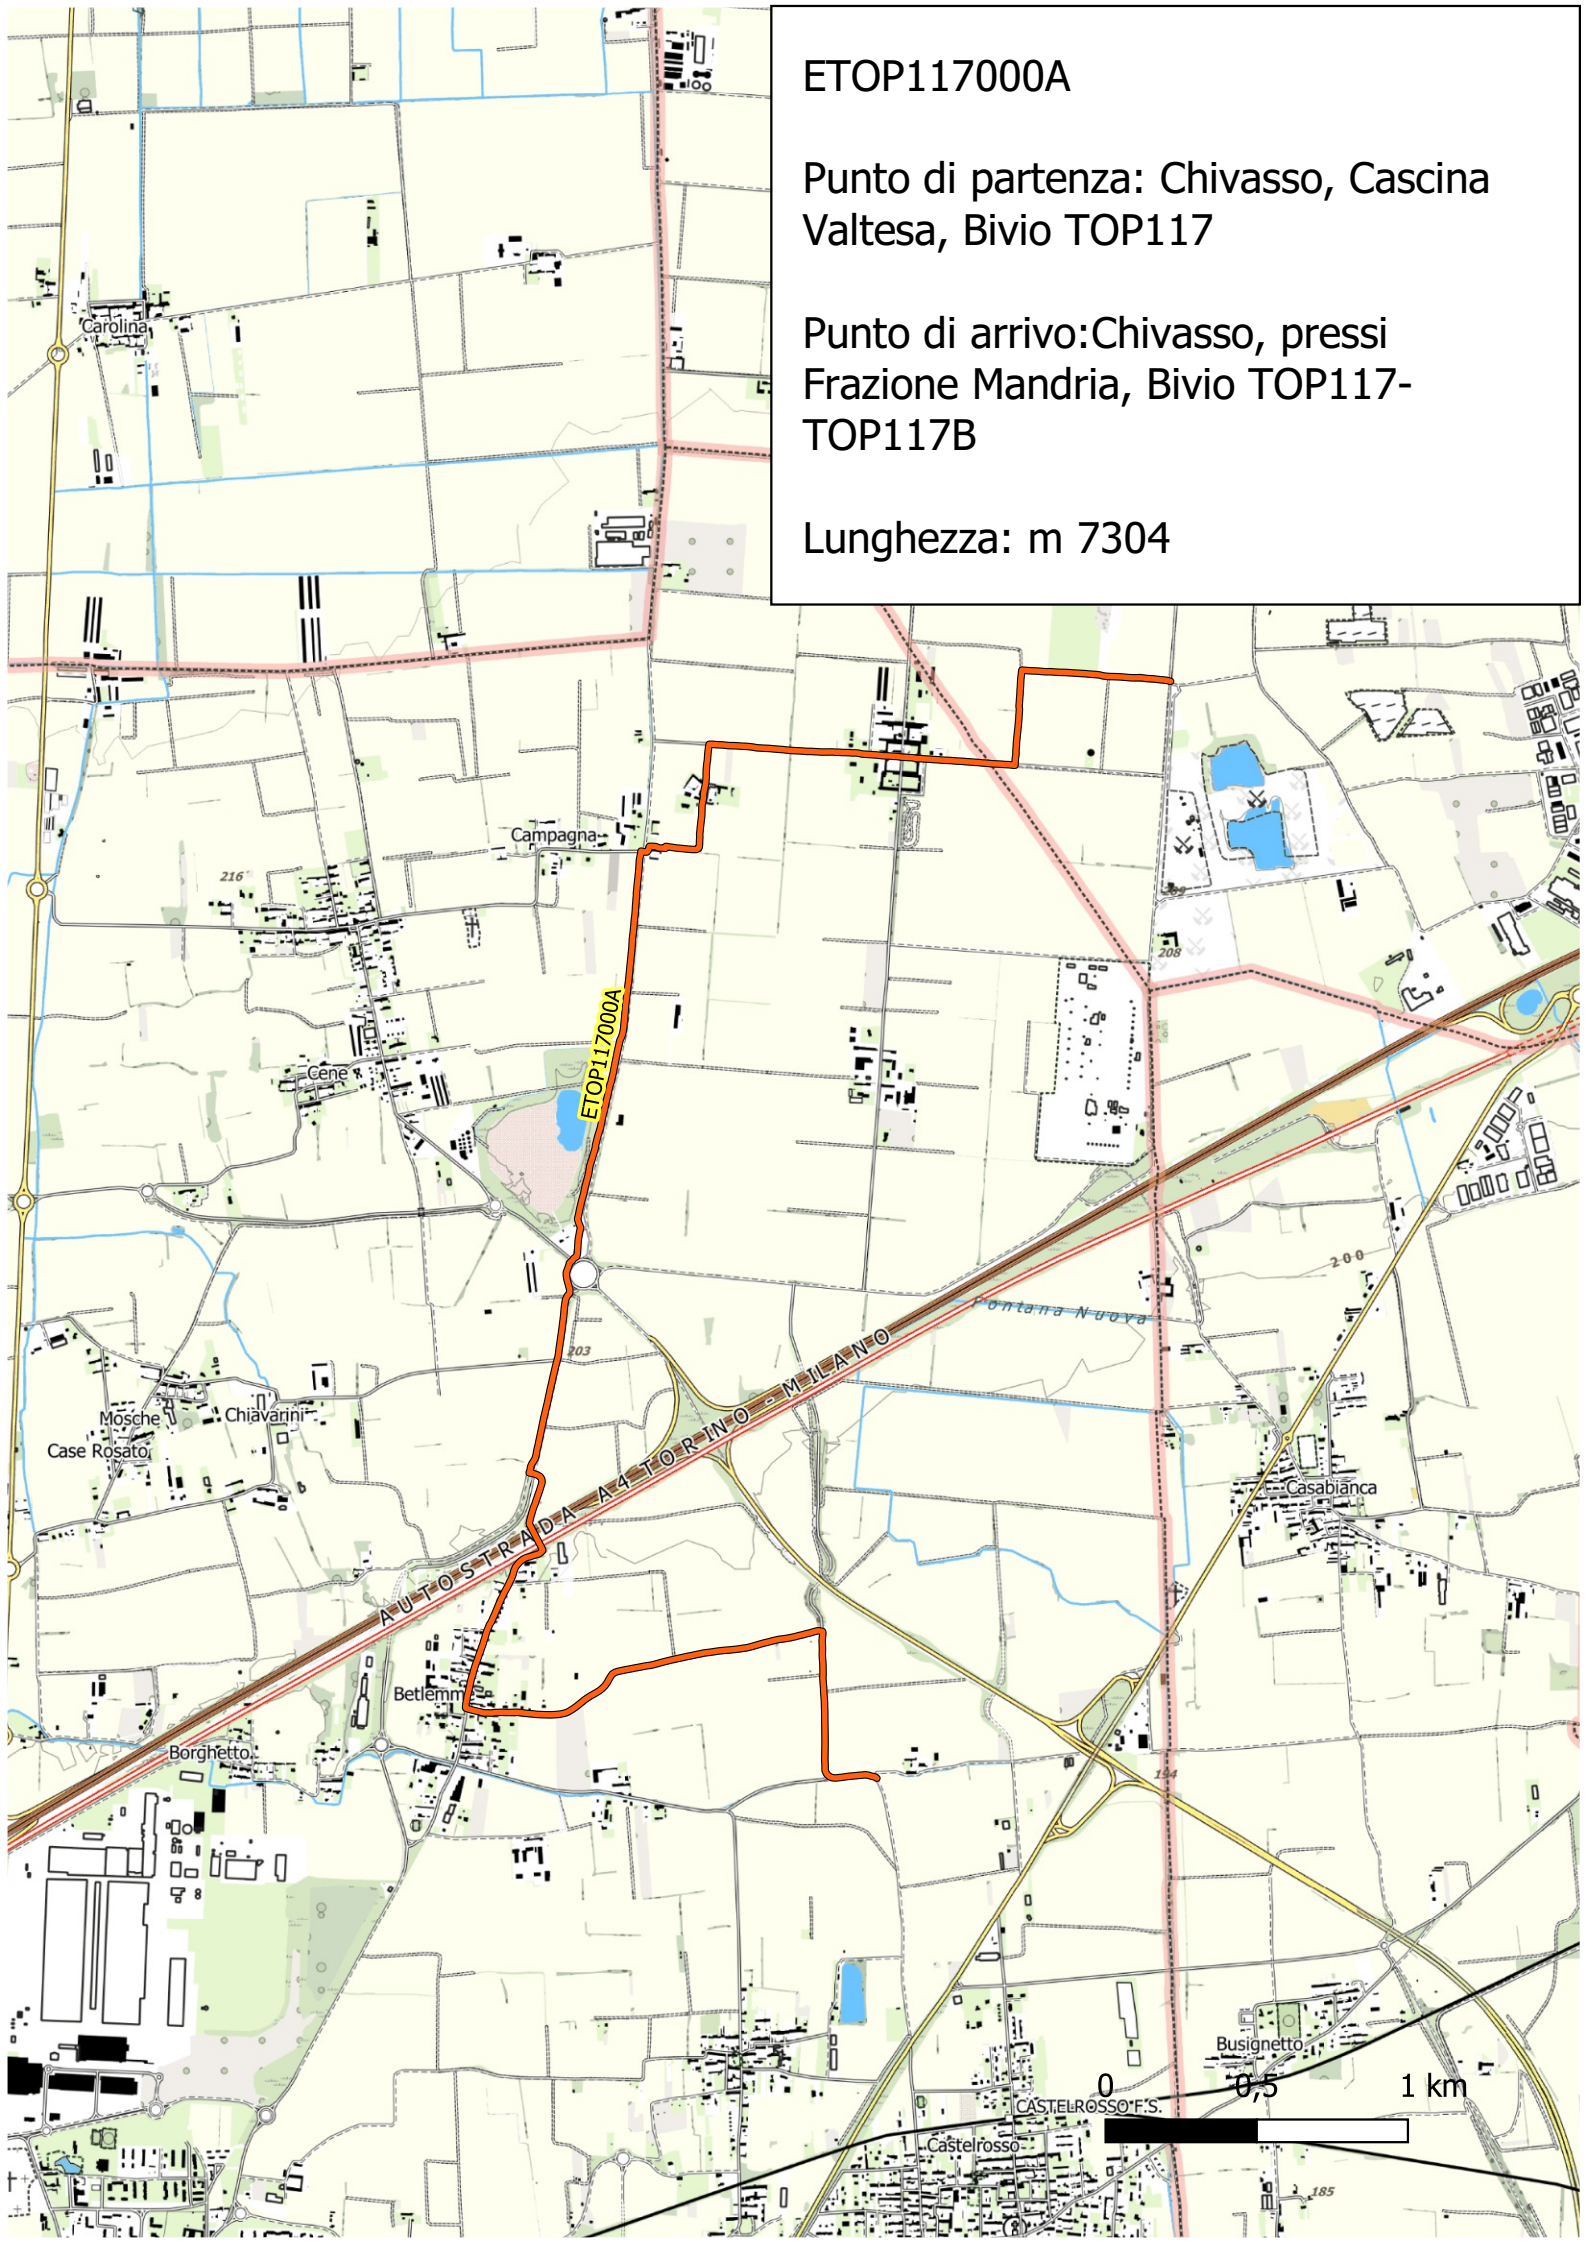 ETOP117000A
Punto di partenza: Chivasso, Cascina
Valtesa, Bivio TOP117
Punto di arrivo:Chivasso, pressi
Frazione Mandria, Bivio TOP117-
TOP117B
Lunghezza: m 7304
Carolina
Campagna
216
208
ETOP117000A
Cene
200
Fontana Nuova
203
AUTOSTRADA A4 TORINO - MILANO
Mosche
Chiavarini
Case Rosato
Casabianca
Betlemme
Borghetto
194
Busignetto
0
0,5
1 km
CASTELROSSO F.S.
Castelrosso
185